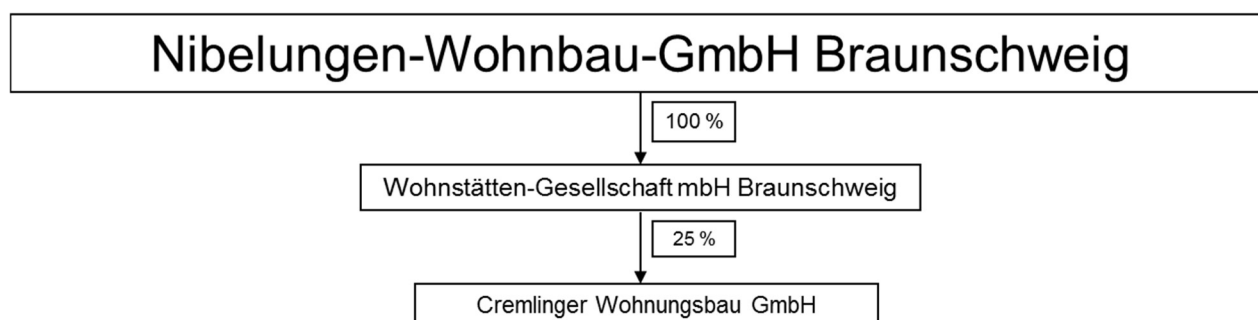 Nibelungen-Wohnbau-GmbH Braunschweig
100 %
Wohnstätten-Gesellschaft mbH Braunschweig
25 %
Cremlinger Wohnungsbau GmbH